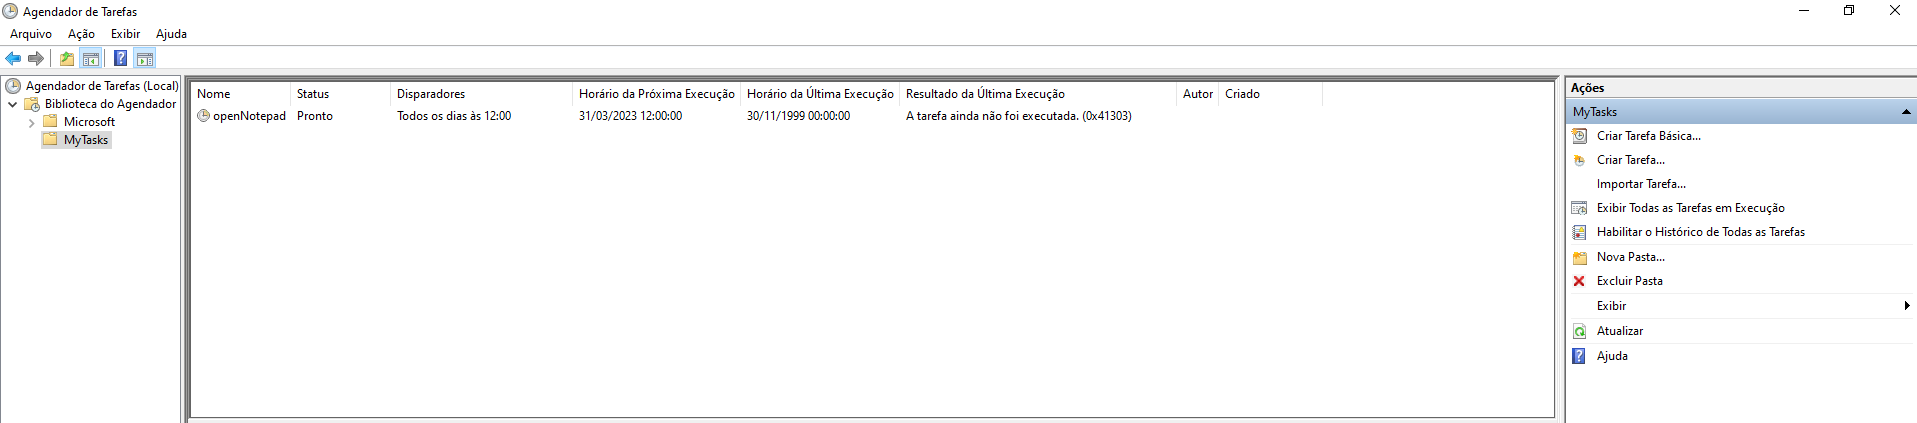 Agendador de Tarefas
Arquivo Ação Exibir Ajuda
Agendador de Tarefas (Local)
Biblioteca do Agendador
Microsoft
MyTasks
Nome Status Disparadores Horário da Próxima Execução Horário da Última Execução Resultado da Última Execução Autor Criado
openNotepad Pronto Todos os dias às 12:00 31/03/2023 12:00:00 30/11/1999 00:00:00 A tarefa ainda não foi executada. (0x41303)
Ações
MyTasks
Criar Tarefa Básica...
Criar Tarefa...
Importar Tarefa...
Exibir Todas as Tarefas em Execução
Habilitar o Histórico de Todas as Tarefas
Nova Pasta...
Excluir Pasta
Exibir
Atualizar
Ajuda